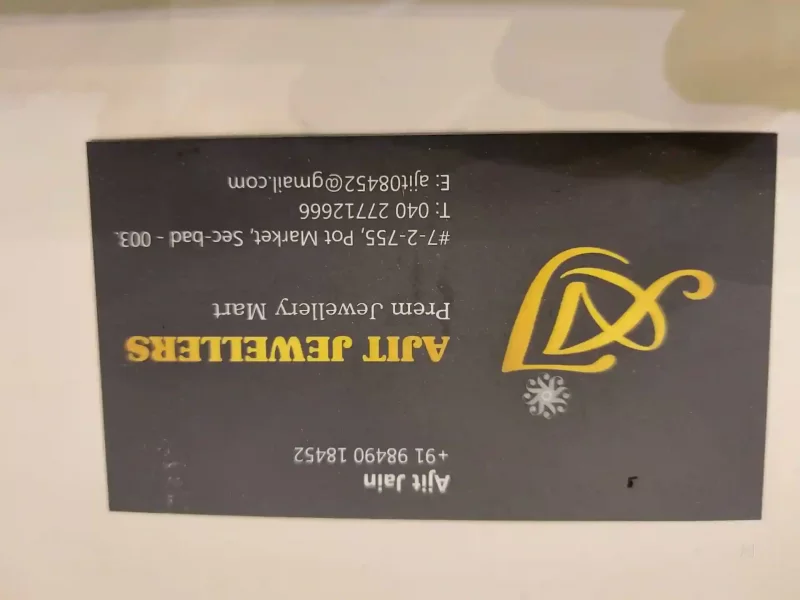 Ajit Jain
+91 98490 18452
AJIT JEWELLERS
Prem Jewellery Mart
#7-2-755, Pot Market, Sec-bad - 003.
T: 040 27712666
E: ajit08452@gmail.com